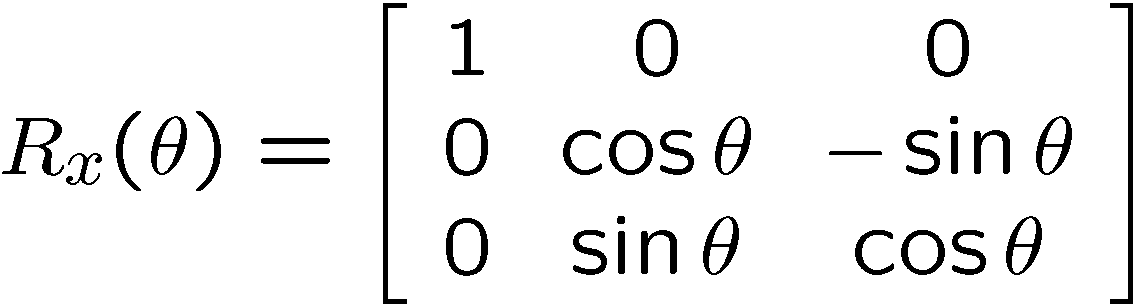 1 0 0
R_x(θ) = [ 0 cos θ − sin θ ]
0 sin θ cos θ